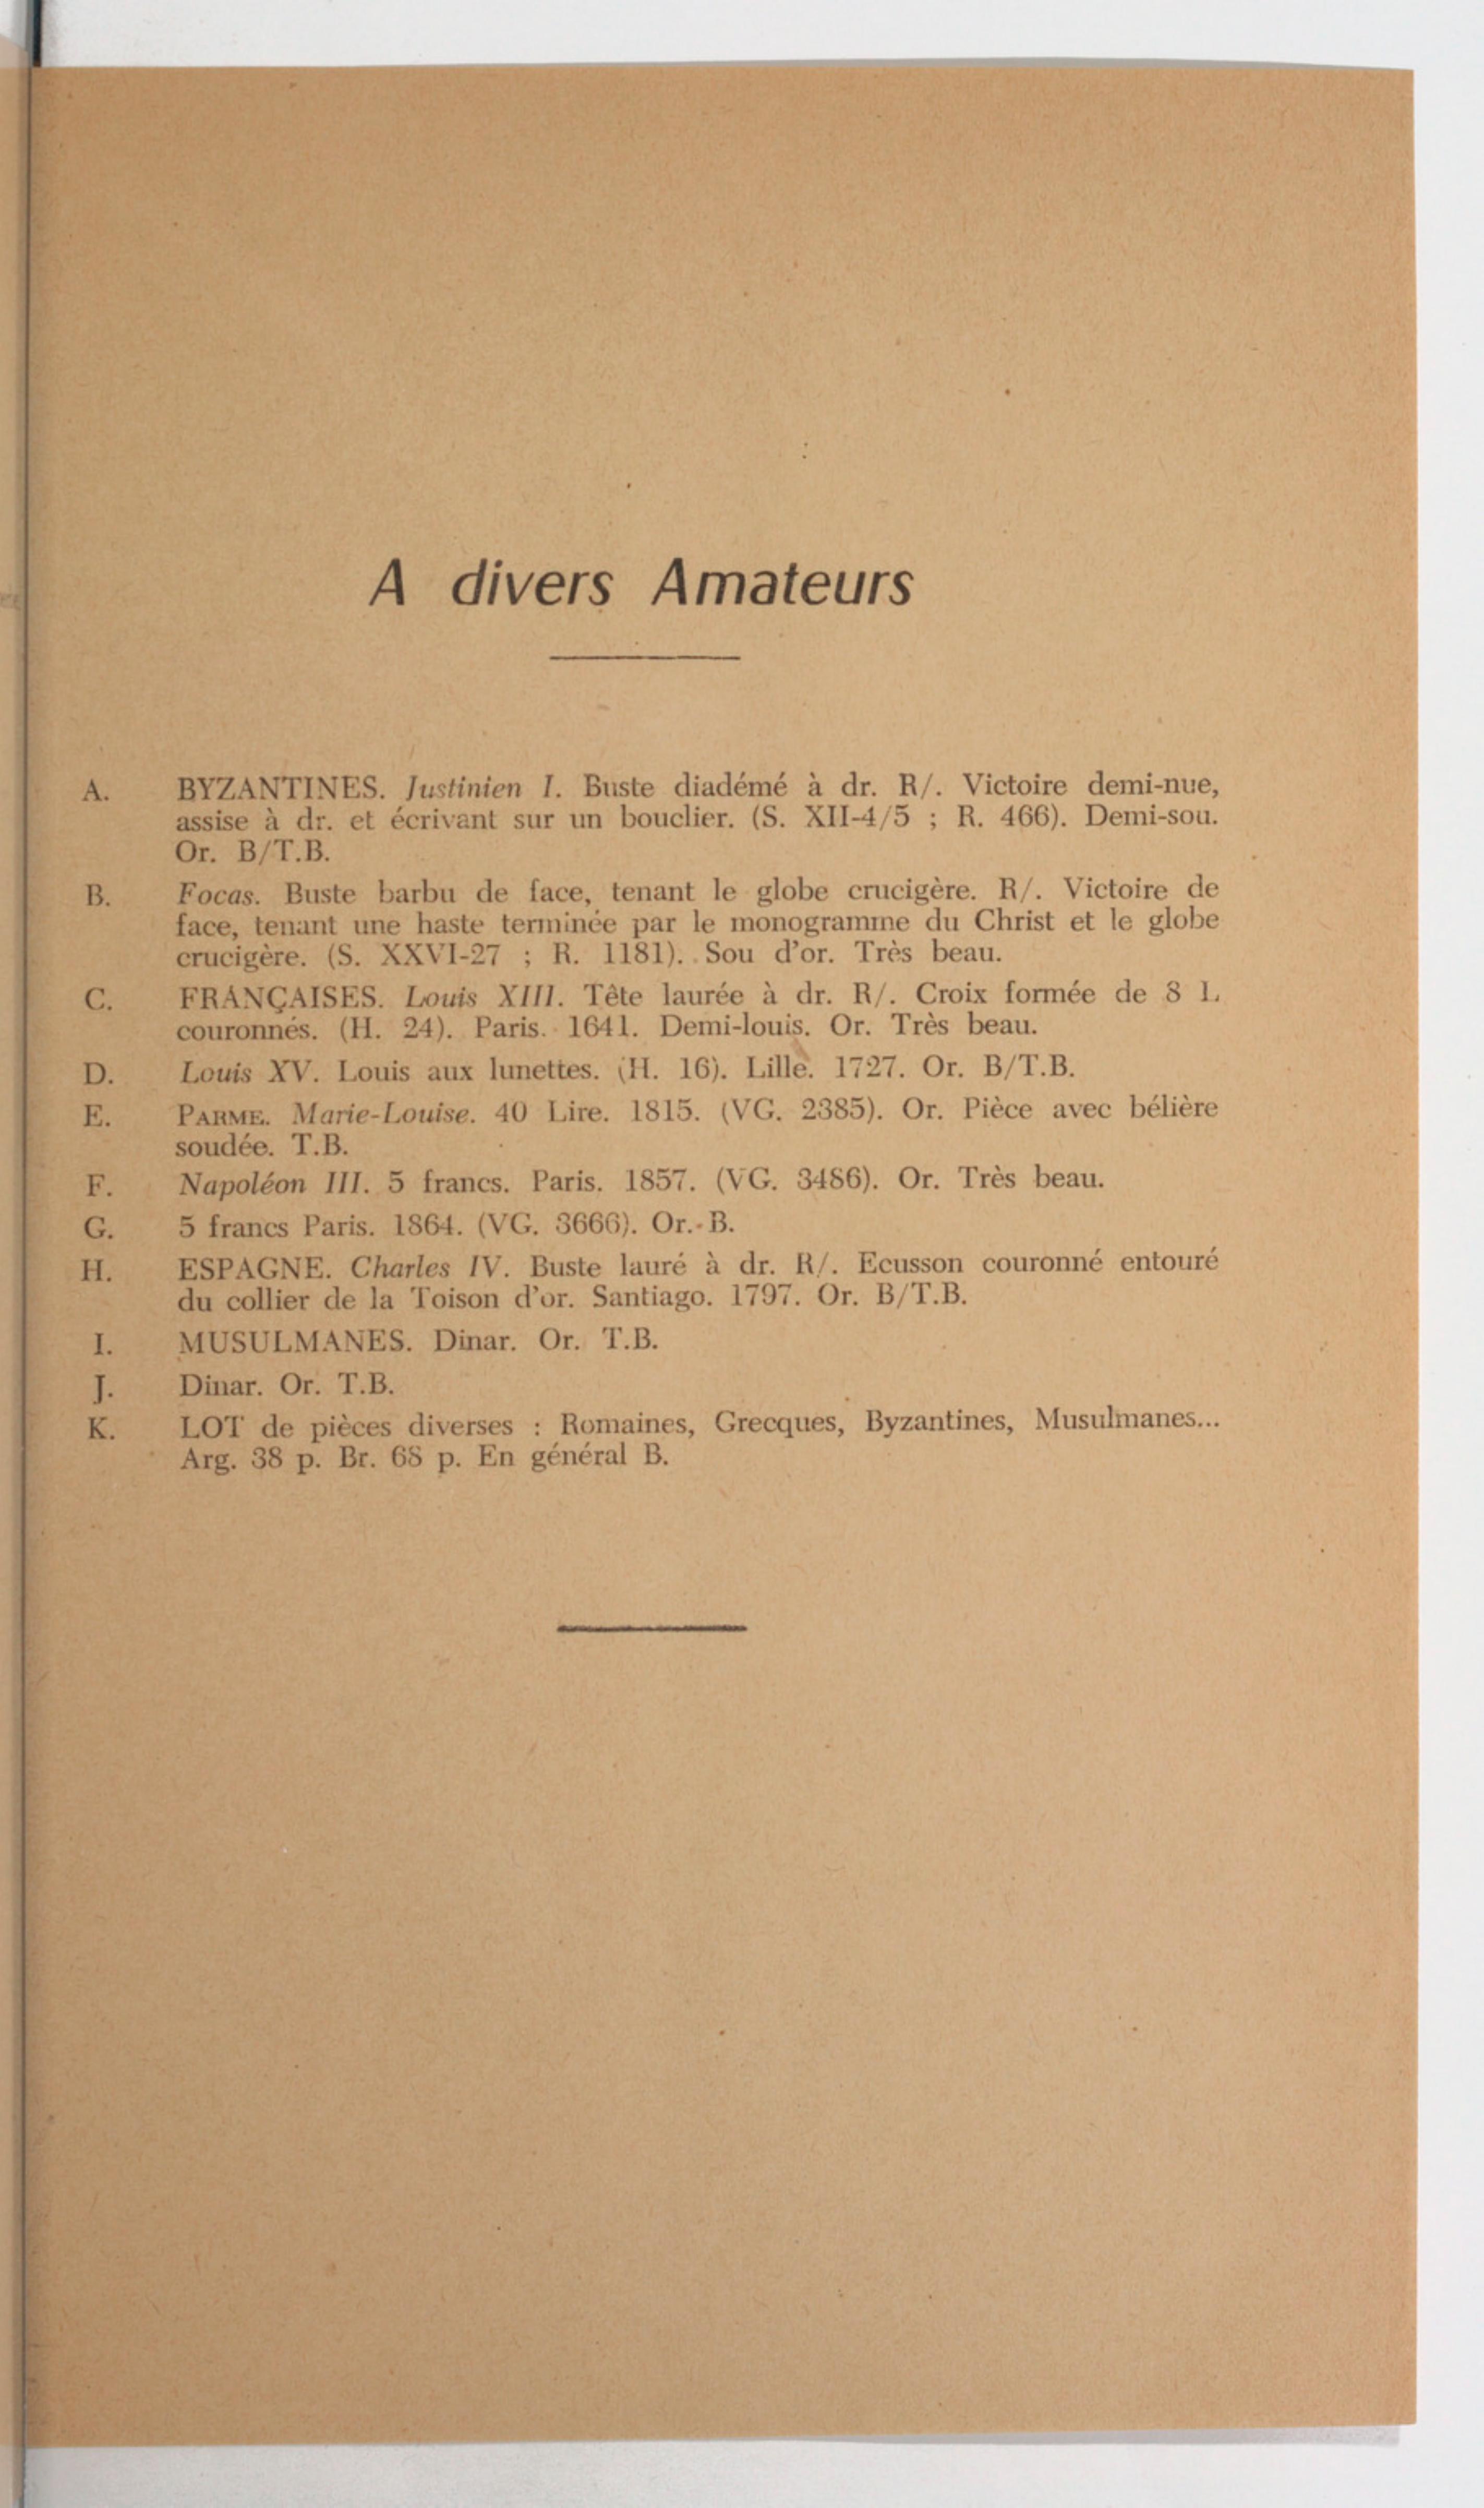 A divers Amateurs
A. BYZANTINES. Justinien I. Buste diadémé à dr. R/. Victoire demi-nue,
assise à dr. et écrivant sur un bouclier. (S. XII-4/5 ; R. 466). Demi-sou.
Or. B/T.B.
B. Focas. Buste barbu de face, tenant le globe crucigère. R/. Victoire de
face, tenant une haste terminée par le monogramme du Christ et le globe
crucigère. (S. XXVI-27 ; R. 1181). Sou d'or. Très beau.
C. FRANÇAISES. Louis XIII. Tête laurée à dr. R/. Croix formée de 8 L
couronnés. (H. 24). Paris. 1641. Demi-louis. Or. Très beau.
D. Louis XV. Louis aux lunettes. (H. 16). Lille. 1727. Or. B/T.B.
E. PARME. Marie-Louise. 40 Lire. 1815. (VG. 2385). Or. Pièce avec bélière
soudée. T.B.
F. Napoléon III. 5 francs. Paris. 1857. (VG. 3486). Or. Très beau.
G. 5 francs Paris. 1864. (VG. 3666). Or. B.
H. ESPAGNE. Charles IV. Buste lauré à dr. R/. Ecusson couronné entouré
du collier de la Toison d'or. Santiago. 1797. Or. B/T.B.
I. MUSULMANES. Dinar. Or. T.B.
J. Dinar. Or. T.B.
K. LOT de pièces diverses : Romaines, Grecques, Byzantines, Musulmanes...
Arg. 38 p. Br. 68 p. En général B.